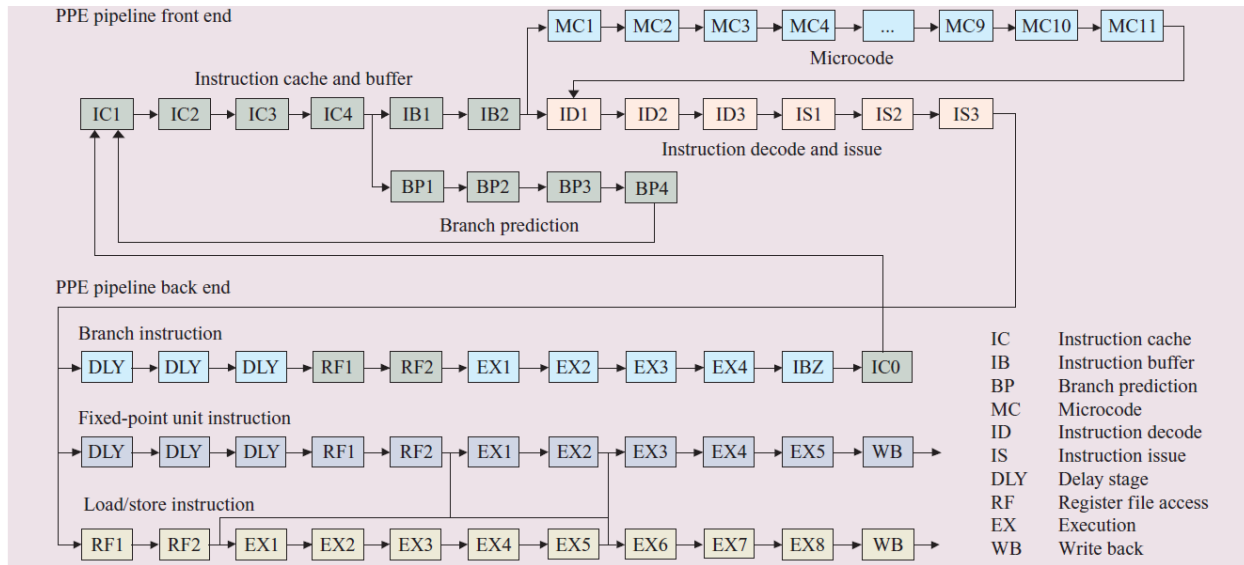 PPE pipeline front end
MC1 MC2 MC3 MC4 ... MC9 MC10 MC11
Microcode
Instruction cache and buffer
IC1 IC2 IC3 IC4 IB1 IB2 ID1 ID2 ID3 IS1 IS2 IS3
Instruction decode and issue
BP1 BP2 BP3 BP4
Branch prediction
PPE pipeline back end
Branch instruction
DLY DLY DLY RF1 RF2 EX1 EX2 EX3 EX4 IBZ IC0
Fixed-point unit instruction
DLY DLY DLY RF1 RF2 EX1 EX2 EX3 EX4 EX5 WB
Load/store instruction
RF1 RF2 EX1 EX2 EX3 EX4 EX5 EX6 EX7 EX8 WB
IC Instruction cache
IB Instruction buffer
BP Branch prediction
MC Microcode
ID Instruction decode
IS Instruction issue
DLY Delay stage
RF Register file access
EX Execution
WB Write back